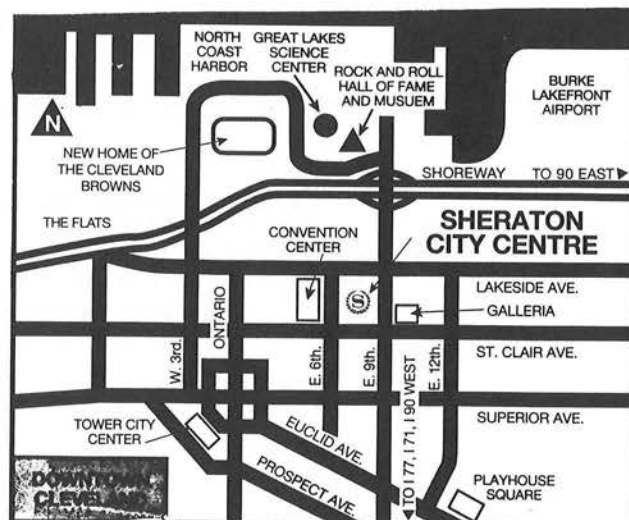 NORTH
COAST
HARBOR
GREAT LAKES
SCIENCE
CENTER
ROCK AND ROLL
HALL OF FAME
AND MUSUEM
BURKE
LAKEFRONT
AIRPORT
N
NEW HOME OF
THE CLEVELAND
BROWNS
SHOREWAY
TO 90 EAST
THE FLATS
CONVENTION
CENTER
SHERATON
CITY CENTRE
S
LAKESIDE AVE.
GALLERIA
ONTARIO
W. 3rd.
E. 6th.
E. 9th.
E. 12th.
ST. CLAIR AVE.
TO I 77, I 71, I 90 WEST
SUPERIOR AVE.
TOWER CITY
CENTER
EUCLID AVE.
PROSPECT AVE.
PLAYHOUSE
SQUARE
DOWNTOWN
CLEVELAND